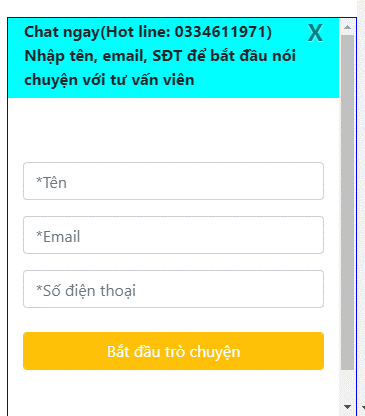 Chat ngay(Hot line: 0334611971) X
Nhập tên, email, SĐT để bắt đầu nói
chuyện với tư vấn viên
*Tên
*Email
*Số điện thoại
Bắt đầu trò chuyện